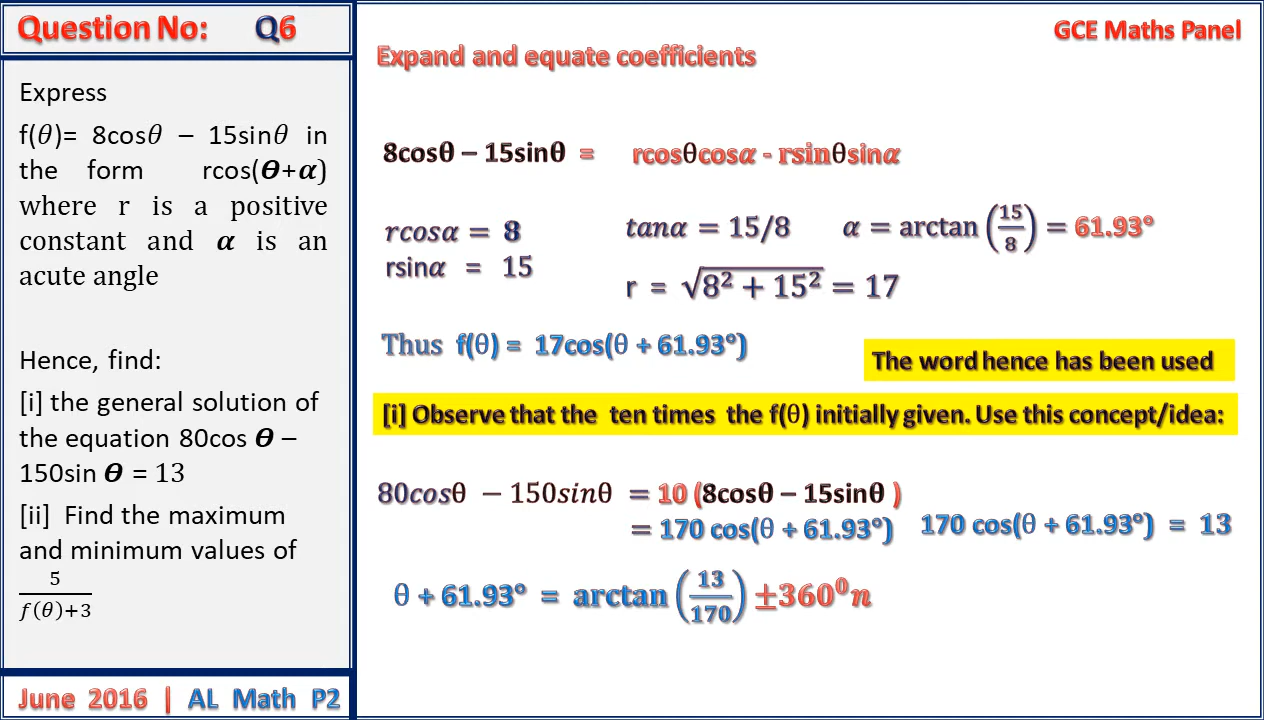 Question No: Q6
Express
f(θ)= 8cosθ – 15sinθ in
the form rcos(θ+α)
where r is a positive
constant and α is an
acute angle
Hence, find:
[i] the general solution of
the equation 80cos θ –
150sin θ = 13
[ii] Find the maximum
and minimum values of
5/(f(θ)+3)
June 2016 | AL Math P2
GCE Maths Panel
Expand and equate coefficients
8cosθ – 15sinθ = rcosθcosα - rsinθsinα
rcosα = 8
rsinα = 15
tanα = 15/8 α = arctan(15/8) = 61.93°
r = √(8² + 15²) = 17
Thus f(θ) = 17cos(θ + 61.93°)
The word hence has been used
[i] Observe that the ten times the f(θ) initially given. Use this concept/idea:
80cosθ – 150sinθ = 10 (8cosθ – 15sinθ )
= 170 cos(θ + 61.93°) 170 cos(θ + 61.93°) = 13
θ + 61.93° = arctan(13/170) ±360⁰n